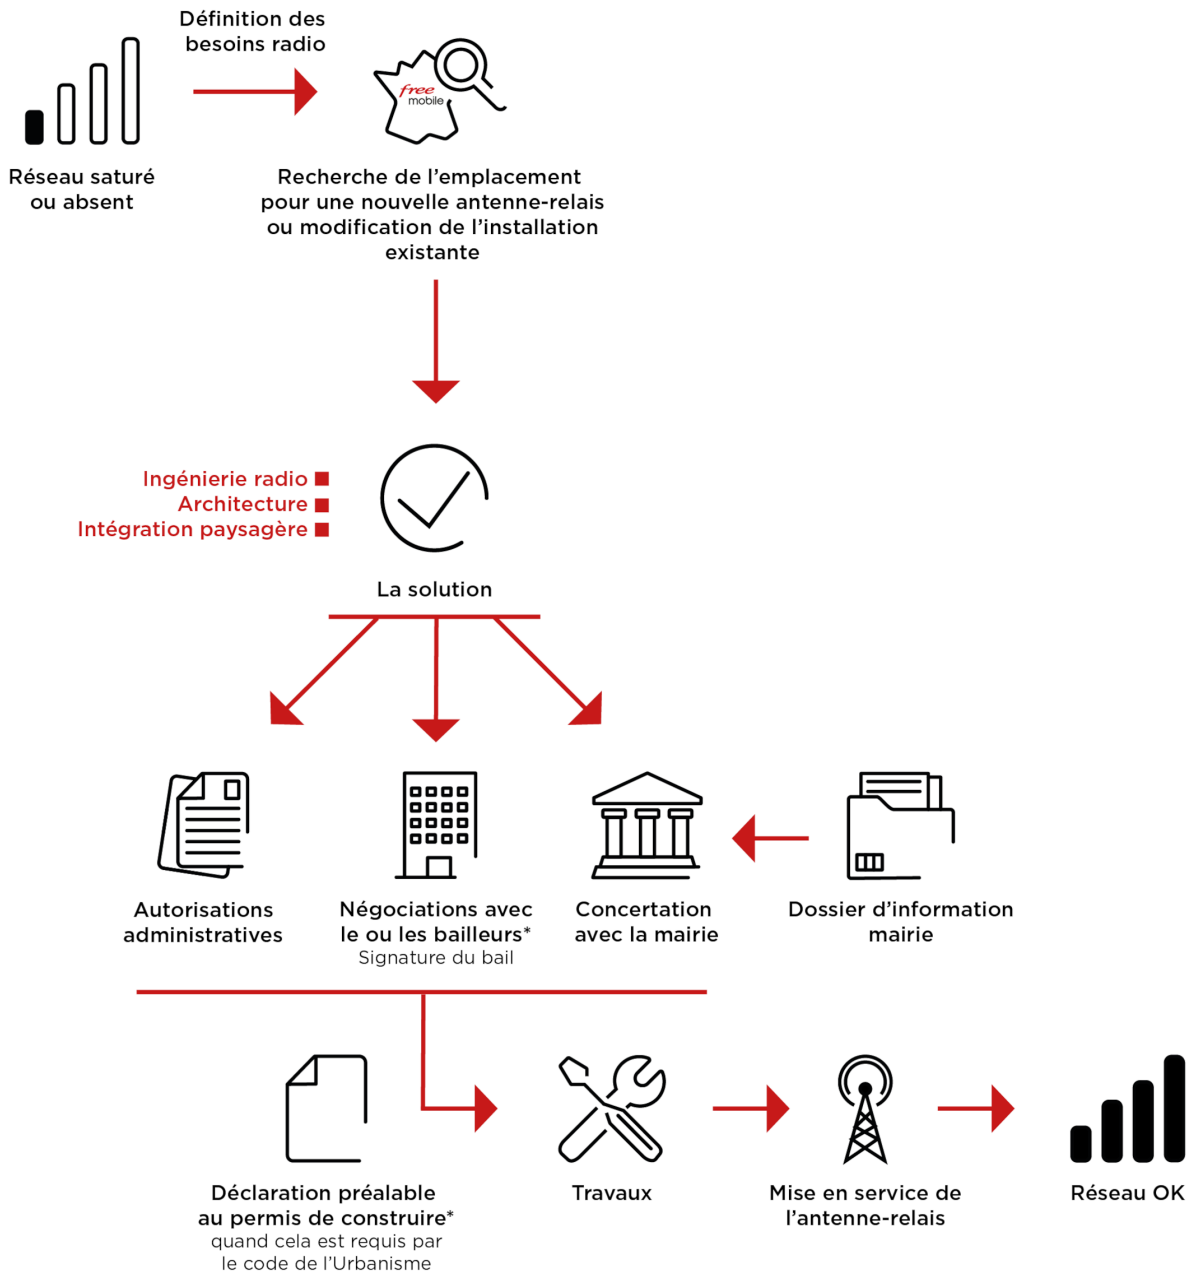 Définition des
besoins radio
free
mobile
Réseau saturé
ou absent
Recherche de l'emplacement
pour une nouvelle antenne-relais
ou modification de l'installation
existante
Ingénierie radio
Architecture
Intégration paysagère
La solution
Autorisations
administratives
Négociations avec
le ou les bailleurs*
Signature du bail
Concertation
avec la mairie
Dossier d'information
mairie
Déclaration préalable
au permis de construire*
quand cela est requis par
le code de l'Urbanisme
Travaux
Mise en service de
l'antenne-relais
Réseau OK